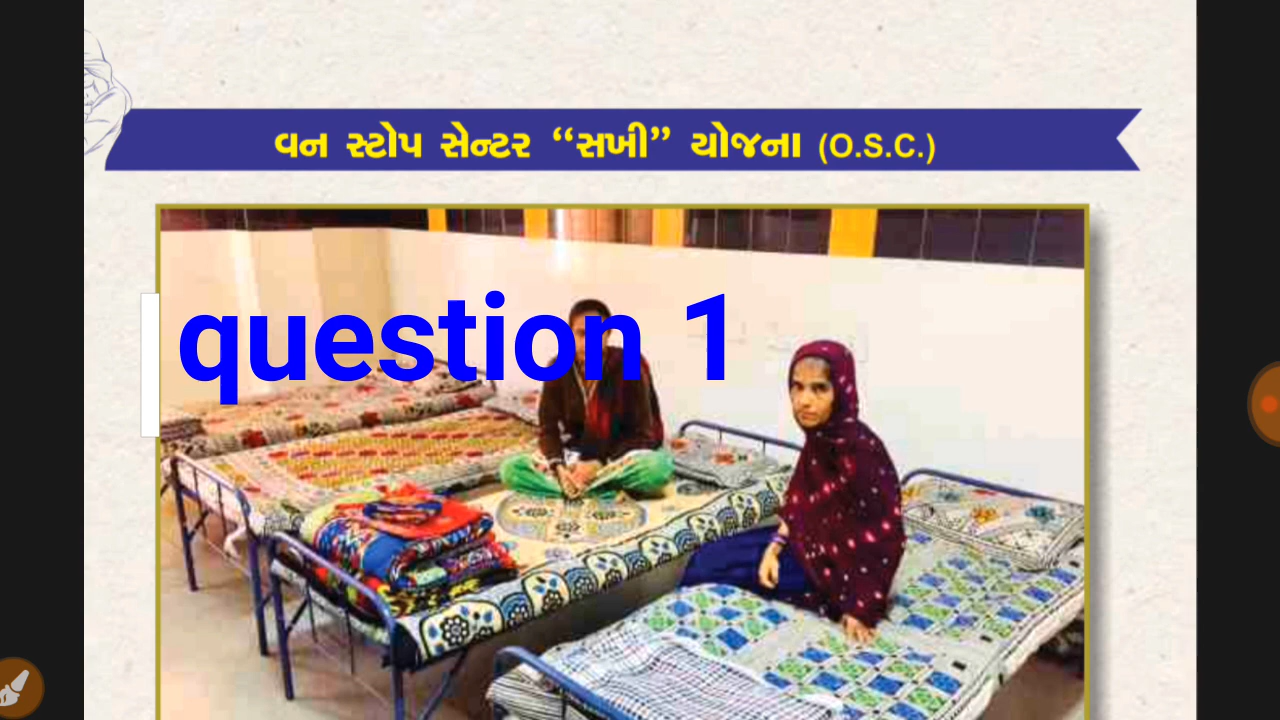 વન સ્ટોપ સેન્ટર “સખી” યોજના (O.S.C.)
question 1